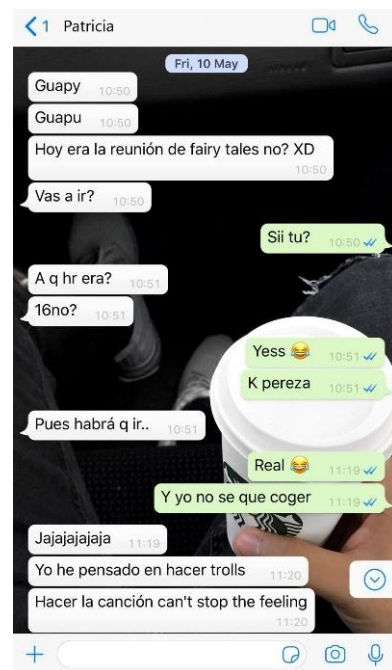 1 Patricia
Fri, 10 May
Guapy 10:50
Guapu 10:50
Hoy era la reunión de fairy tales no? XD
10:50
Vas a ir? 10:50
Sii tu? 10:50
A q hr era? 10:51
16no? 10:51
Yess 😂 10:51
K pereza 10:51
Pues habrá q ir.. 10:51
Real 😂 11:19
Y yo no se que coger 11:19
Jajajajajaja 11:19
Yo he pensado en hacer trolls 11:20
Hacer la canción can't stop the feeling
11:20